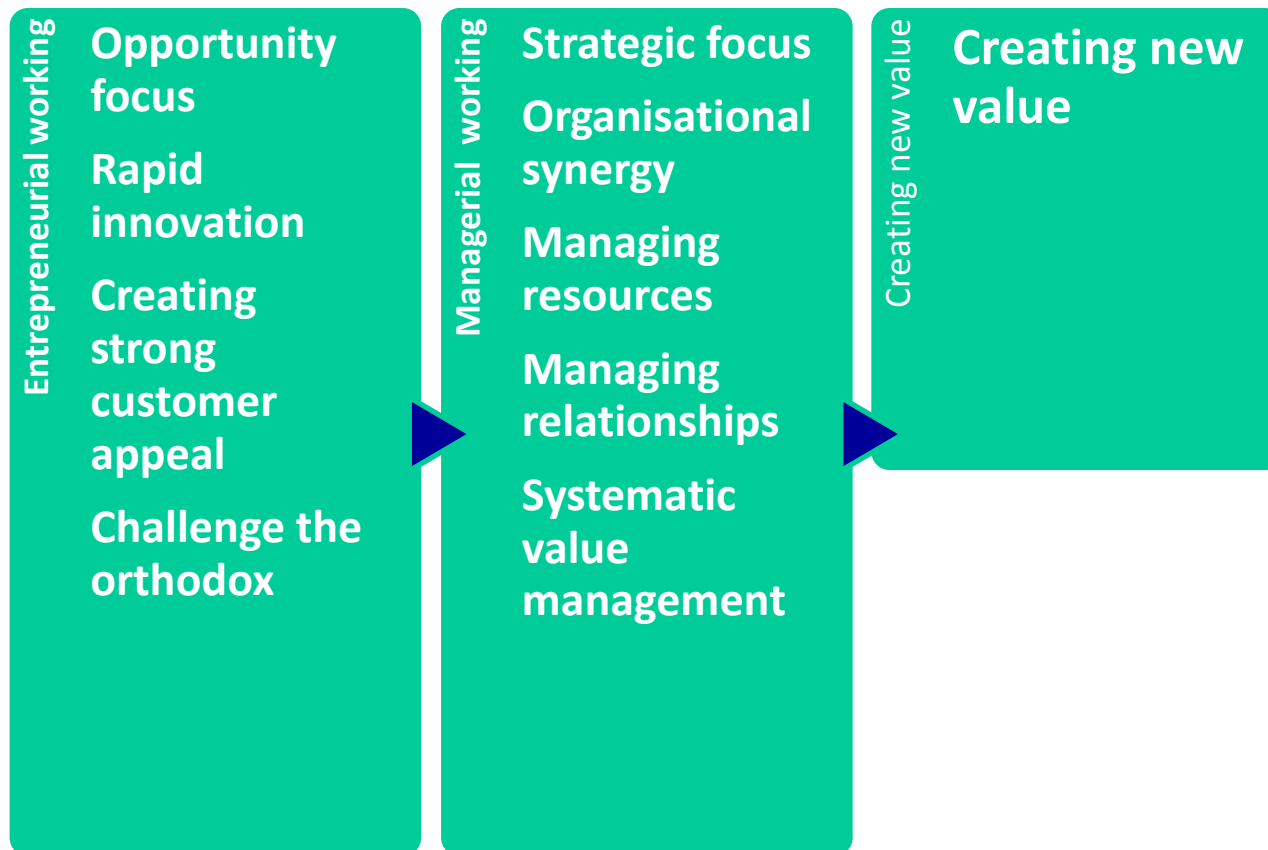 Entrepreneurial working
Opportunity
focus
Rapid
innovation
Creating
strong
customer
appeal
Challenge the
orthodox
Managerial working
Strategic focus
Organisational
synergy
Managing
resources
Managing
relationships
Systematic
value
management
Creating new value
Creating new
value